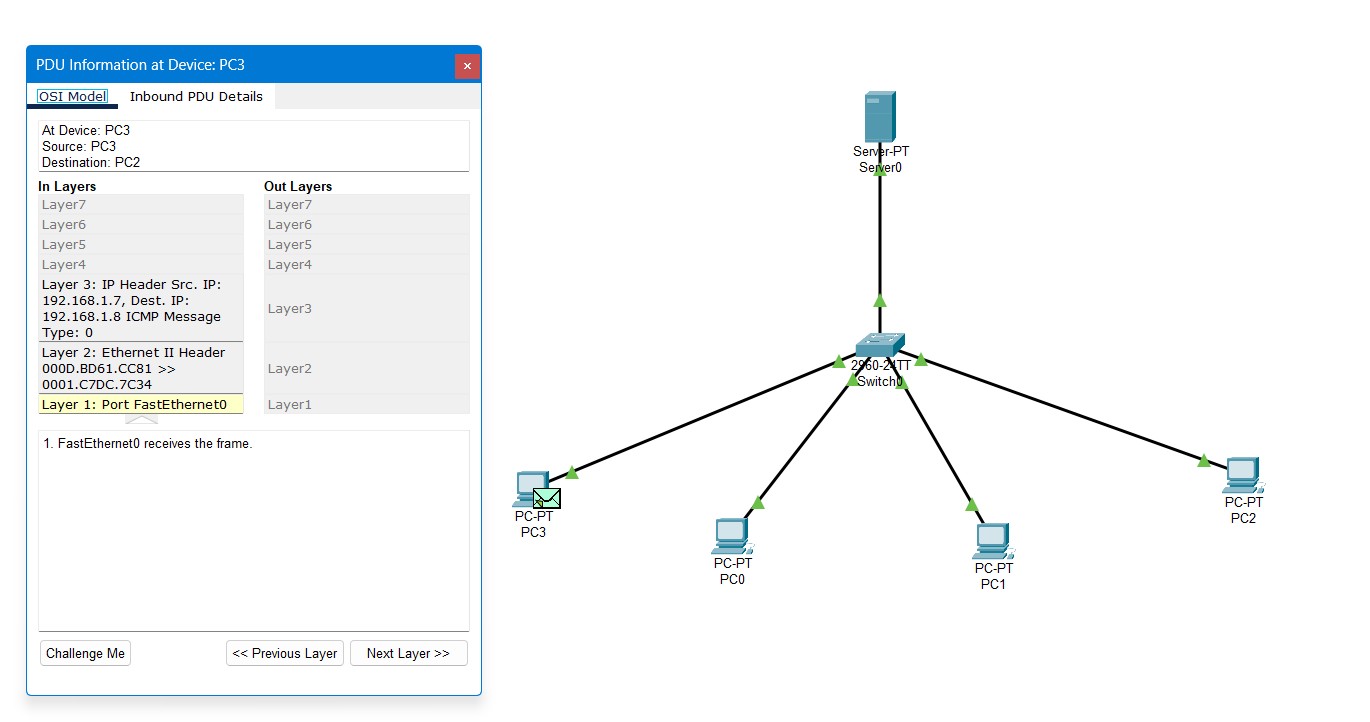 PDU Information at Device: PC3
OSI Model Inbound PDU Details
At Device: PC3
Source: PC3
Destination: PC2
In Layers Out Layers
Layer7 Layer7
Layer6 Layer6
Layer5 Layer5
Layer4 Layer4
Layer 3: IP Header Src. IP:
192.168.1.7, Dest. IP:
192.168.1.8 ICMP Message
Type: 0
Layer3
Layer 2: Ethernet II Header
000D.BD61.CC81 >>
0001.C7DC.7C34
Layer2
Layer 1: Port FastEthernet0 Layer1
1. FastEthernet0 receives the frame.
Challenge Me << Previous Layer Next Layer >>
Server-PT
Server0
2960-24TT
Switch0
PC-PT
PC3
PC-PT
PC0
PC-PT
PC1
PC-PT
PC2